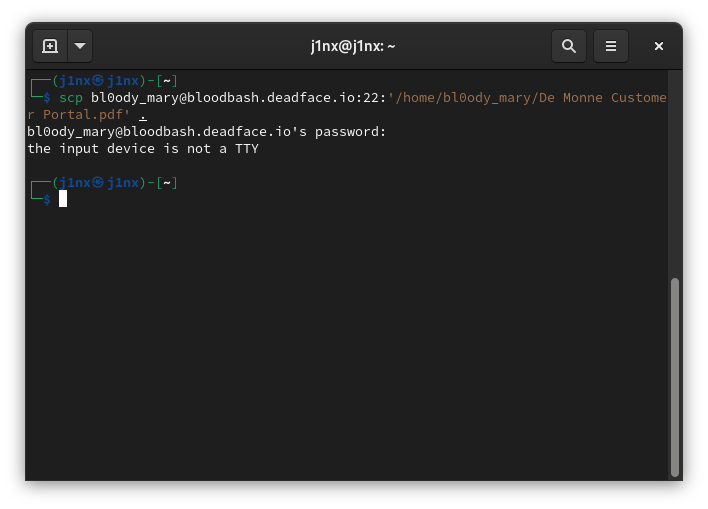 j1nx@j1nx: ~
┌──(j1nx㉿j1nx)-[~]
└─$ scp bl0ody_mary@bloodbash.deadface.io:22:'/home/bl0ody_mary/De Monne Custome
r Portal.pdf' .
bl0ody_mary@bloodbash.deadface.io's password:
the input device is not a TTY
┌──(j1nx㉿j1nx)-[~]
└─$